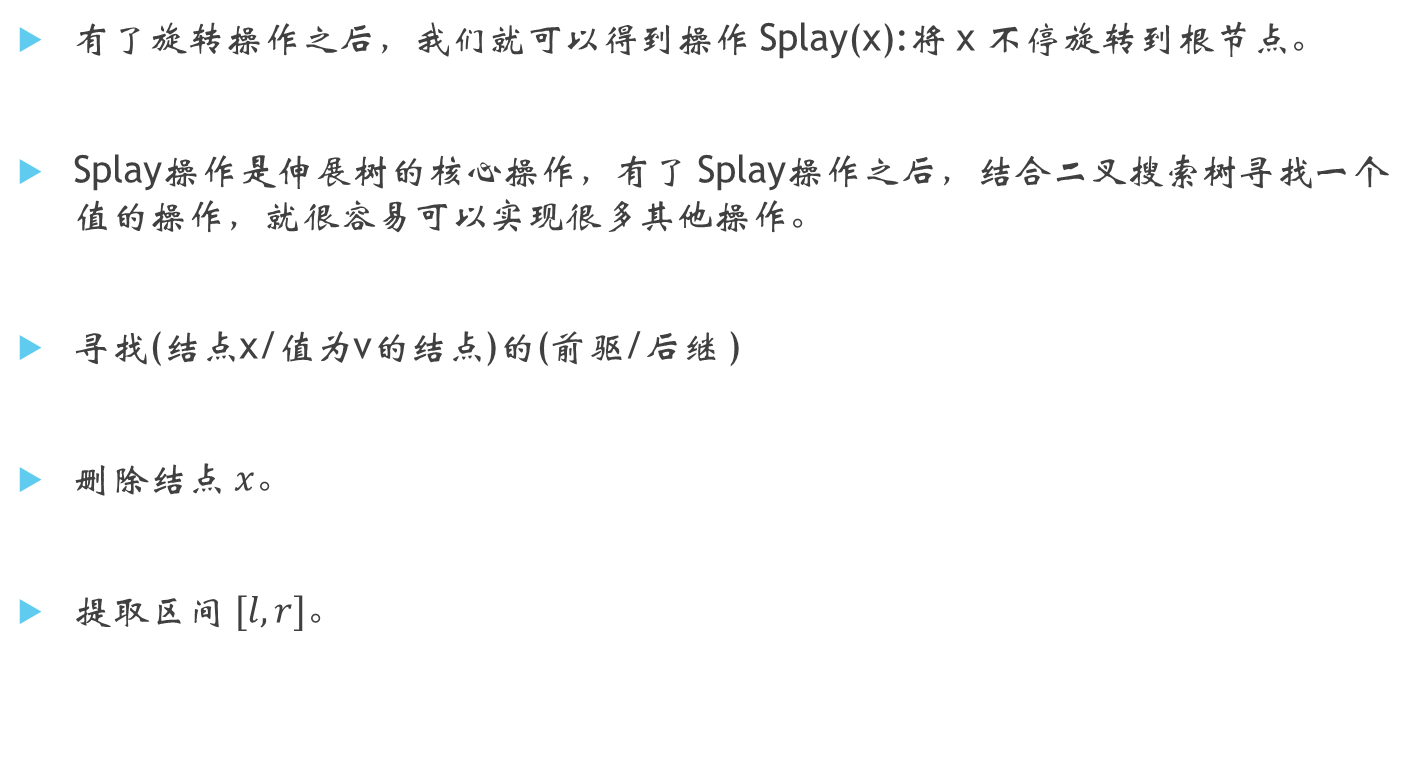 有了旋转操作之后，我们就可以得到操作 Splay(x):将 x 不停旋转到根节点。
Splay操作是伸展树的核心操作，有了 Splay操作之后，结合二叉搜索树寻找一个
值的操作，就很容易可以实现很多其他操作。
寻找(结点x/值为v的结点)的(前驱/后继 )
删除结点 x。
提取区间 [l, r]。